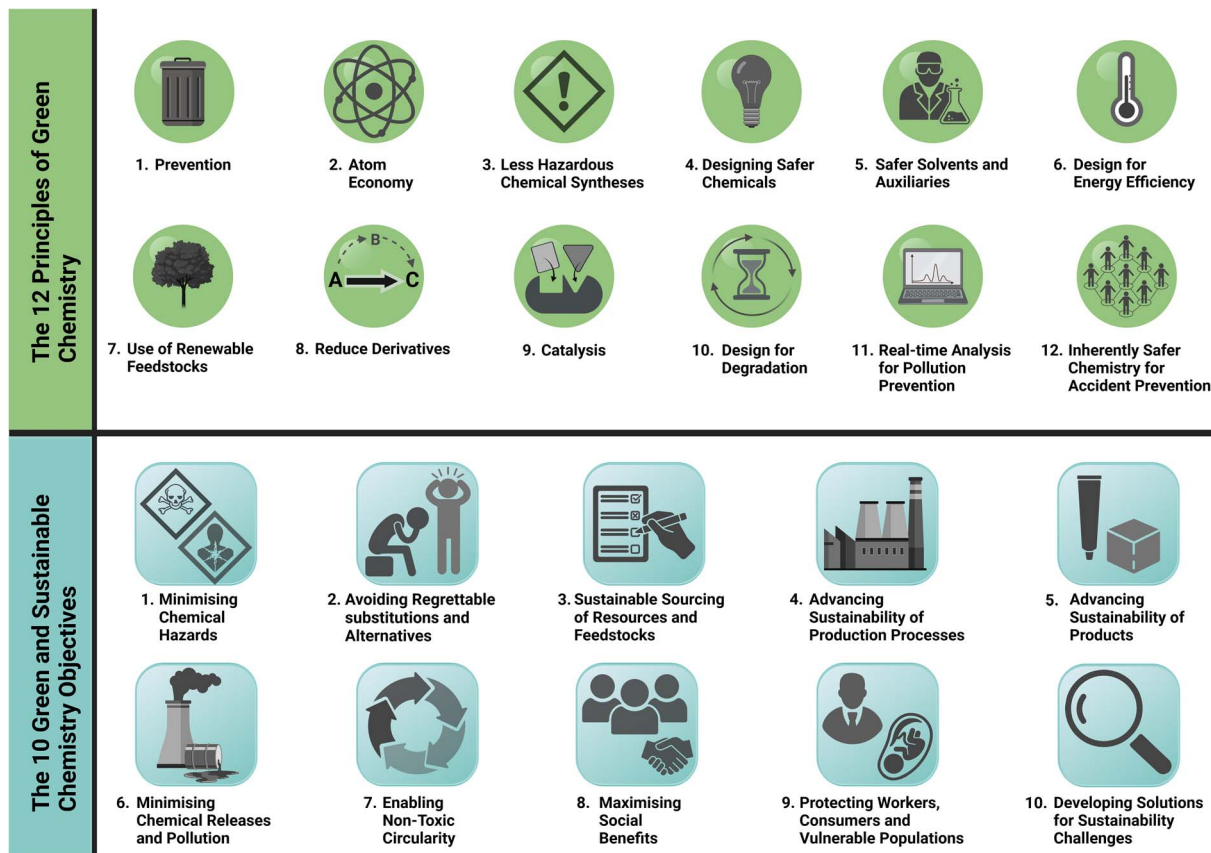 The 12 Principles of Green
Chemistry
1. Prevention
2. Atom
Economy
3. Less Hazardous
Chemical Syntheses
4. Designing Safer
Chemicals
5. Safer Solvents and
Auxiliaries
6. Design for
Energy Efficiency
A
B
C
7. Use of Renewable
Feedstocks
8. Reduce Derivatives
9. Catalysis
10. Design for
Degradation
11. Real-time Analysis
for Pollution
Prevention
12. Inherently Safer
Chemistry for
Accident Prevention
The 10 Green and Sustainable
Chemistry Objectives
1. Minimising
Chemical
Hazards
2. Avoiding Regrettable
substitutions and
Alternatives
3. Sustainable Sourcing
of Resources and
Feedstocks
4. Advancing
Sustainability of
Production Processes
5. Advancing
Sustainability of
Products
6. Minimising
Chemical Releases
and Pollution
7. Enabling
Non-Toxic
Circularity
8. Maximising
Social
Benefits
9. Protecting Workers,
Consumers and
Vulnerable Populations
10. Developing Solutions
for Sustainability
Challenges